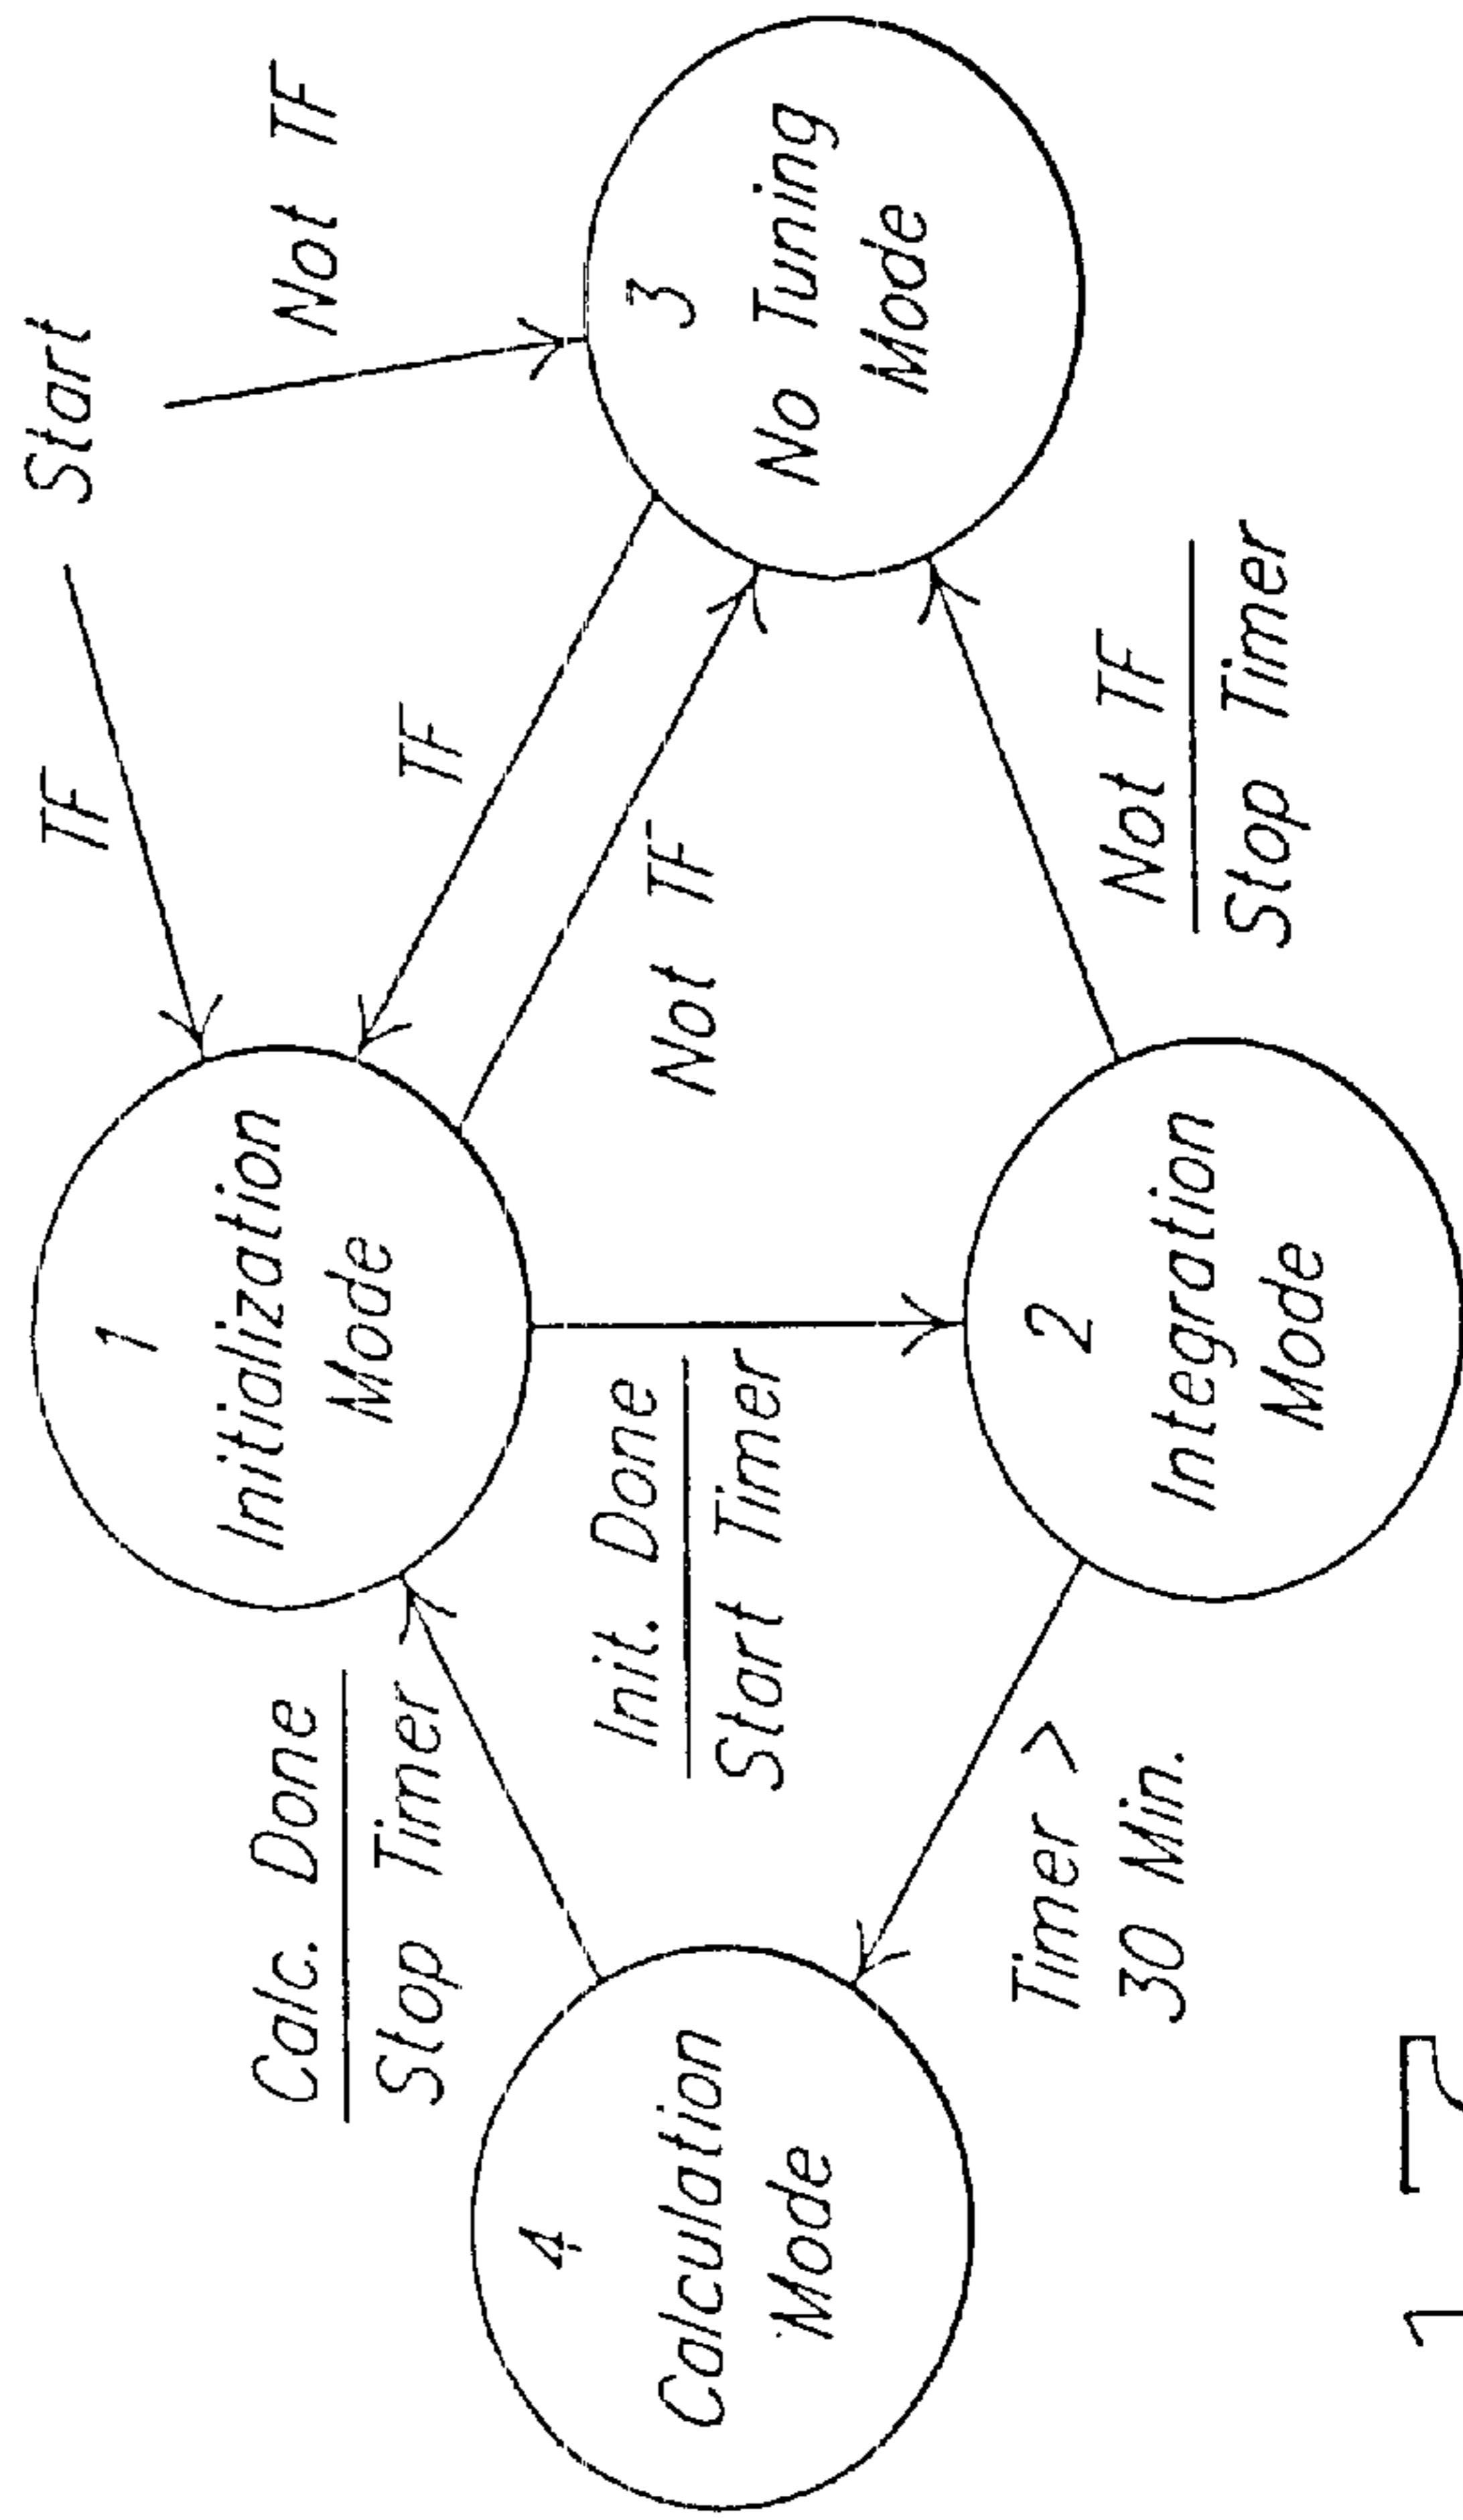 Start
TF
Not TF
1
Initialization
Mode
TF
Calc. Done
Stop Timer
Not TF
Init. Done
Start Timer
4
Calculation
Mode
3
No Tuning
Mode
Timer >
30 Min.
2
Integration
Mode
Not TF
Stop Timer